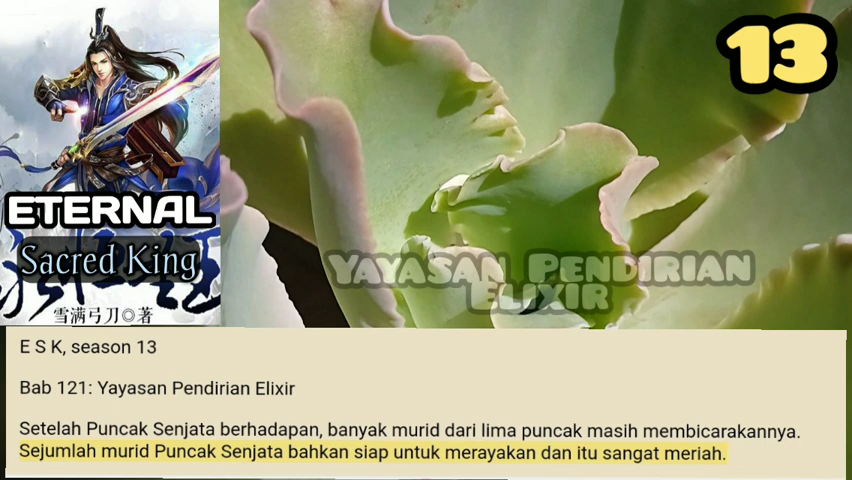 13
ETERNAL
Sacred King
雪满弓刀◎著
YAYASAN PENDIRIAN
ELIXIR
E S K, season 13
Bab 121: Yayasan Pendirian Elixir
Setelah Puncak Senjata berhadapan, banyak murid dari lima puncak masih membicarakannya.
Sejumlah murid Puncak Senjata bahkan siap untuk merayakan dan itu sangat meriah.